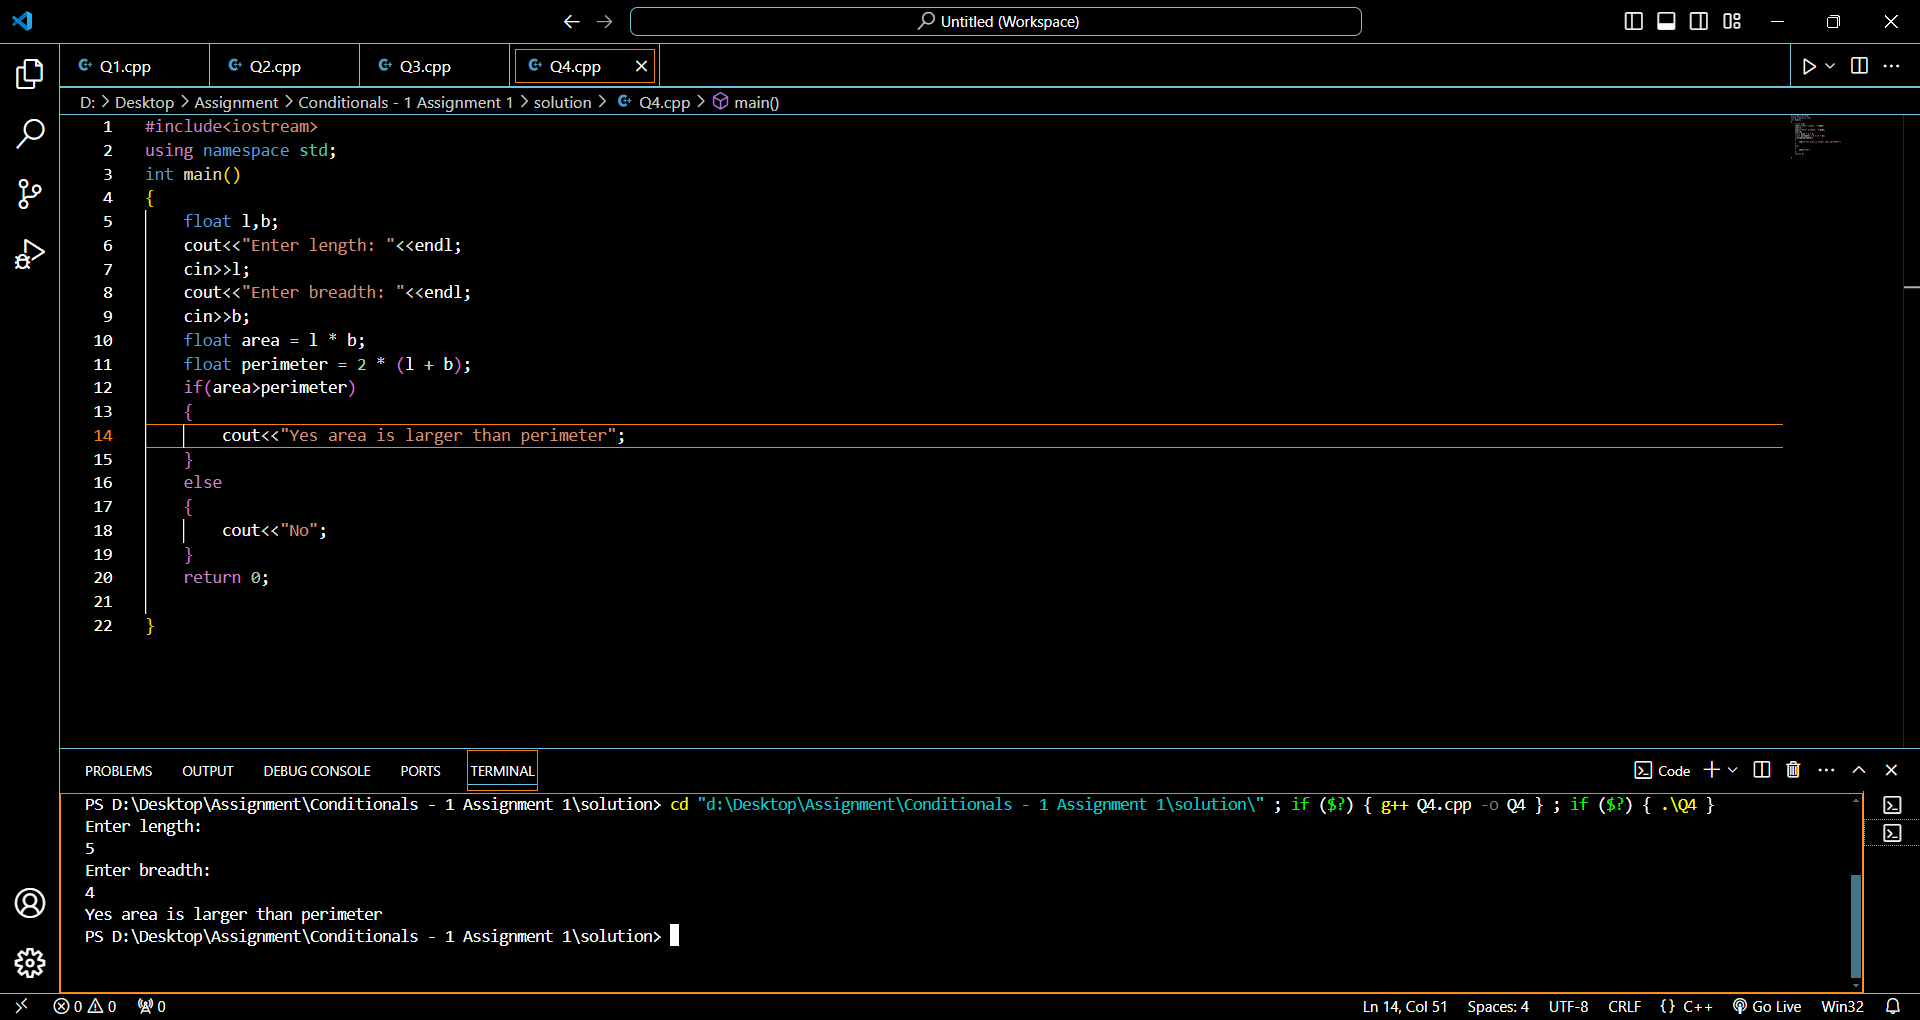 Untitled (Workspace)
Q1.cpp
Q2.cpp
Q3.cpp
Q4.cpp
D: > Desktop > Assignment > Conditionals - 1 Assignment 1 > solution > Q4.cpp > main()
1 #include<iostream>
2 using namespace std;
3 int main()
4 {
5 float l,b;
6 cout<<"Enter length: "<<endl;
7 cin>>l;
8 cout<<"Enter breadth: "<<endl;
9 cin>>b;
10 float area = l * b;
11 float perimeter = 2 * (l + b);
12 if(area>perimeter)
13 {
14 cout<<"Yes area is larger than perimeter";
15 }
16 else
17 {
18 cout<<"No";
19 }
20 return 0;
21
22 }
PROBLEMS OUTPUT DEBUG CONSOLE PORTS TERMINAL
Code
PS D:\Desktop\Assignment\Conditionals - 1 Assignment 1\solution> cd "d:\Desktop\Assignment\Conditionals - 1 Assignment 1\solution\" ; if ($?) { g++ Q4.cpp -o Q4 } ; if ($?) { .\Q4 }
Enter length:
5
Enter breadth:
4
Yes area is larger than perimeter
PS D:\Desktop\Assignment\Conditionals - 1 Assignment 1\solution>
0 0 0
Ln 14, Col 51 Spaces: 4 UTF-8 CRLF {} C++ Go Live Win32